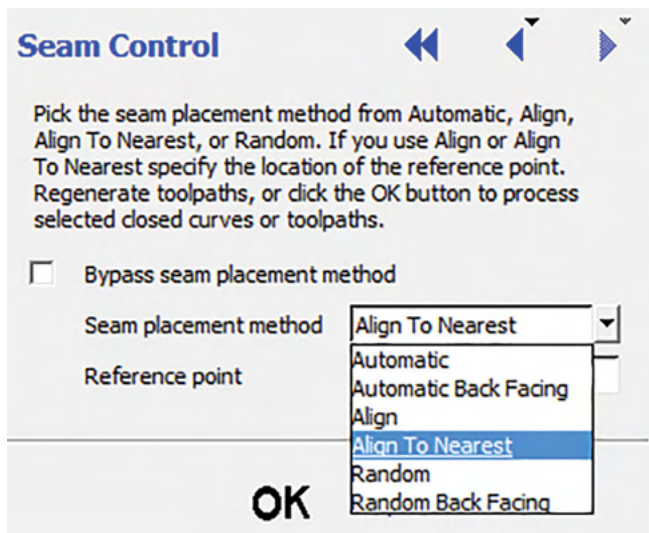 Seam Control
Pick the seam placement method from Automatic, Align,
Align To Nearest, or Random. If you use Align or Align
To Nearest specify the location of the reference point.
Regenerate toolpaths, or click the OK button to process
selected closed curves or toolpaths.
Bypass seam placement method
Seam placement method Align To Nearest
Reference point
Automatic
Automatic Back Facing
Align
Align To Nearest
Random
Random Back Facing
OK